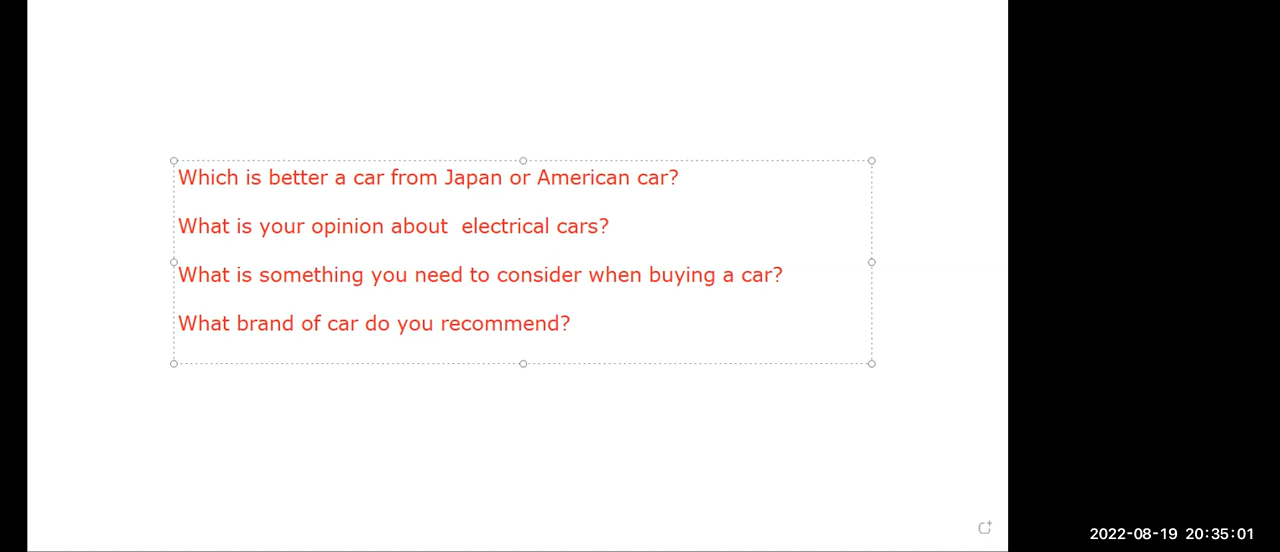 Which is better a car from Japan or American car?
What is your opinion about  electrical cars?
What is something you need to consider when buying a car?
What brand of car do you recommend?
2022-08-19 20:35:01